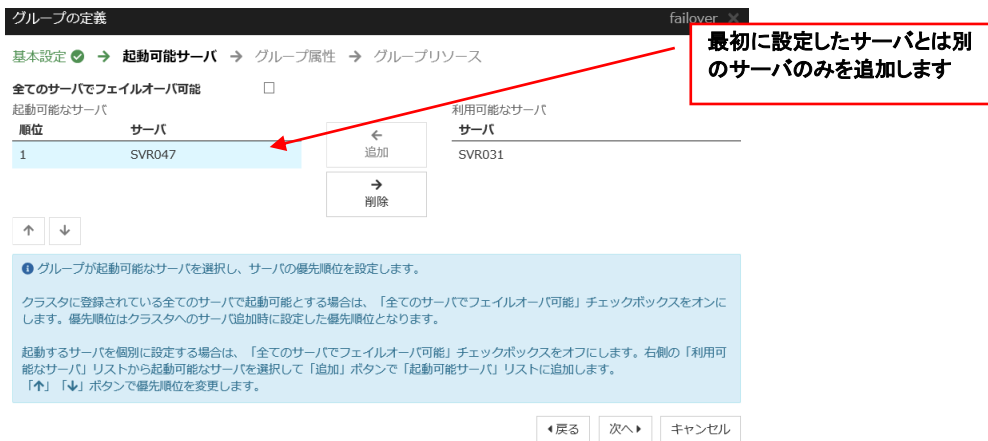 グループの定義
failover
最初に設定したサーバとは別
のサーバのみを追加します
基本設定 → 起動可能サーバ → グループ属性 → グループリソース
全てのサーバでフェイルオーバ可能
起動可能なサーバ
順位 サーバ
1 SVR047
←
追加
→
削除
利用可能なサーバ
サーバ
SVR031
↑ ↓
グループが起動可能なサーバを選択し、サーバの優先順位を設定します。
クラスタに登録されている全てのサーバで起動可能とする場合は、「全てのサーバでフェイルオーバ可能」チェックボックスをオンに
します。優先順位はクラスタへのサーバ追加時に設定した優先順位となります。
起動するサーバを個別に設定する場合は、「全てのサーバでフェイルオーバ可能」チェックボックスをオフにします。右側の「利用可
能なサーバ」リストから起動可能なサーバを選択して「追加」ボタンで「起動可能サーバ」リストに追加します。
「↑」「↓」ボタンで優先順位を変更します。
戻る 次へ キャンセル